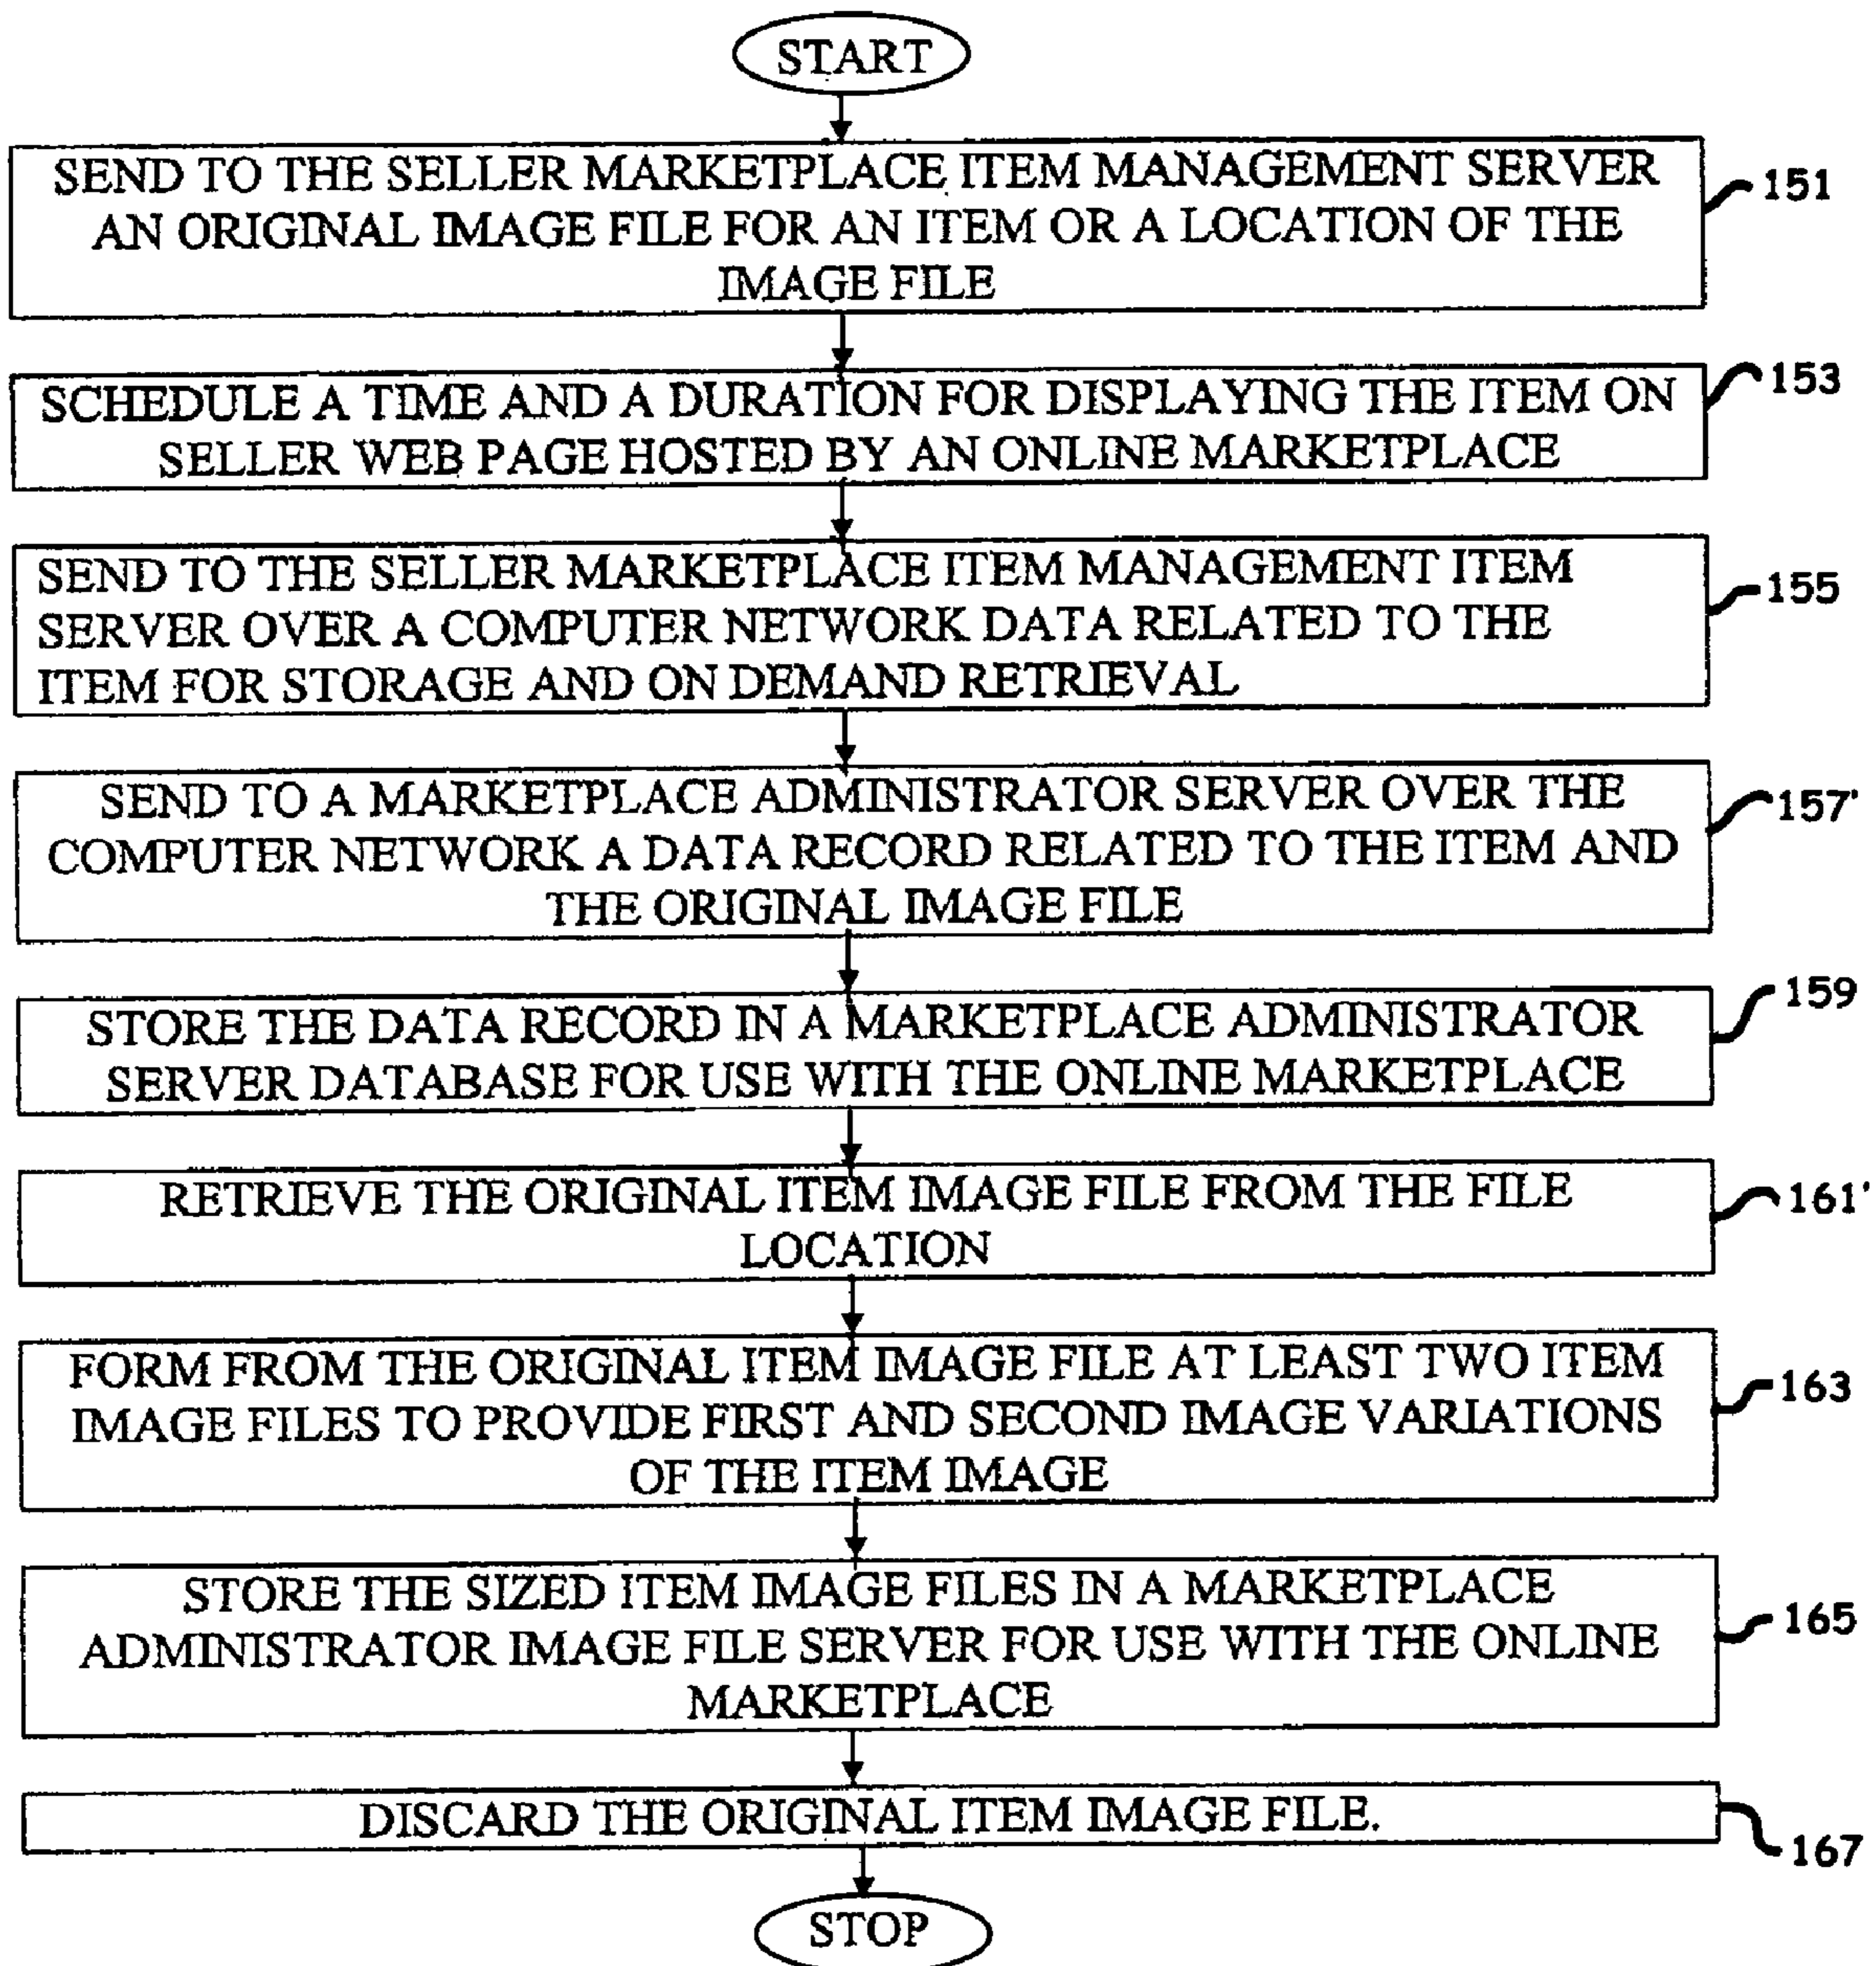 START
SEND TO THE SELLER MARKETPLACE ITEM MANAGEMENT SERVER
AN ORIGINAL IMAGE FILE FOR AN ITEM OR A LOCATION OF THE
IMAGE FILE
151
SCHEDULE A TIME AND A DURATION FOR DISPLAYING THE ITEM ON
SELLER WEB PAGE HOSTED BY AN ONLINE MARKETPLACE
153
SEND TO THE SELLER MARKETPLACE ITEM MANAGEMENT ITEM
SERVER OVER A COMPUTER NETWORK DATA RELATED TO THE
ITEM FOR STORAGE AND ON DEMAND RETRIEVAL
155
SEND TO A MARKETPLACE ADMINISTRATOR SERVER OVER THE
COMPUTER NETWORK A DATA RECORD RELATED TO THE ITEM AND
THE ORIGINAL IMAGE FILE
157'
STORE THE DATA RECORD IN A MARKETPLACE ADMINISTRATOR
SERVER DATABASE FOR USE WITH THE ONLINE MARKETPLACE
159
RETRIEVE THE ORIGINAL ITEM IMAGE FILE FROM THE FILE
LOCATION
161'
FORM FROM THE ORIGINAL ITEM IMAGE FILE AT LEAST TWO ITEM
IMAGE FILES TO PROVIDE FIRST AND SECOND IMAGE VARIATIONS
OF THE ITEM IMAGE
163
STORE THE SIZED ITEM IMAGE FILES IN A MARKETPLACE
ADMINISTRATOR IMAGE FILE SERVER FOR USE WITH THE ONLINE
MARKETPLACE
165
DISCARD THE ORIGINAL ITEM IMAGE FILE.
167
STOP